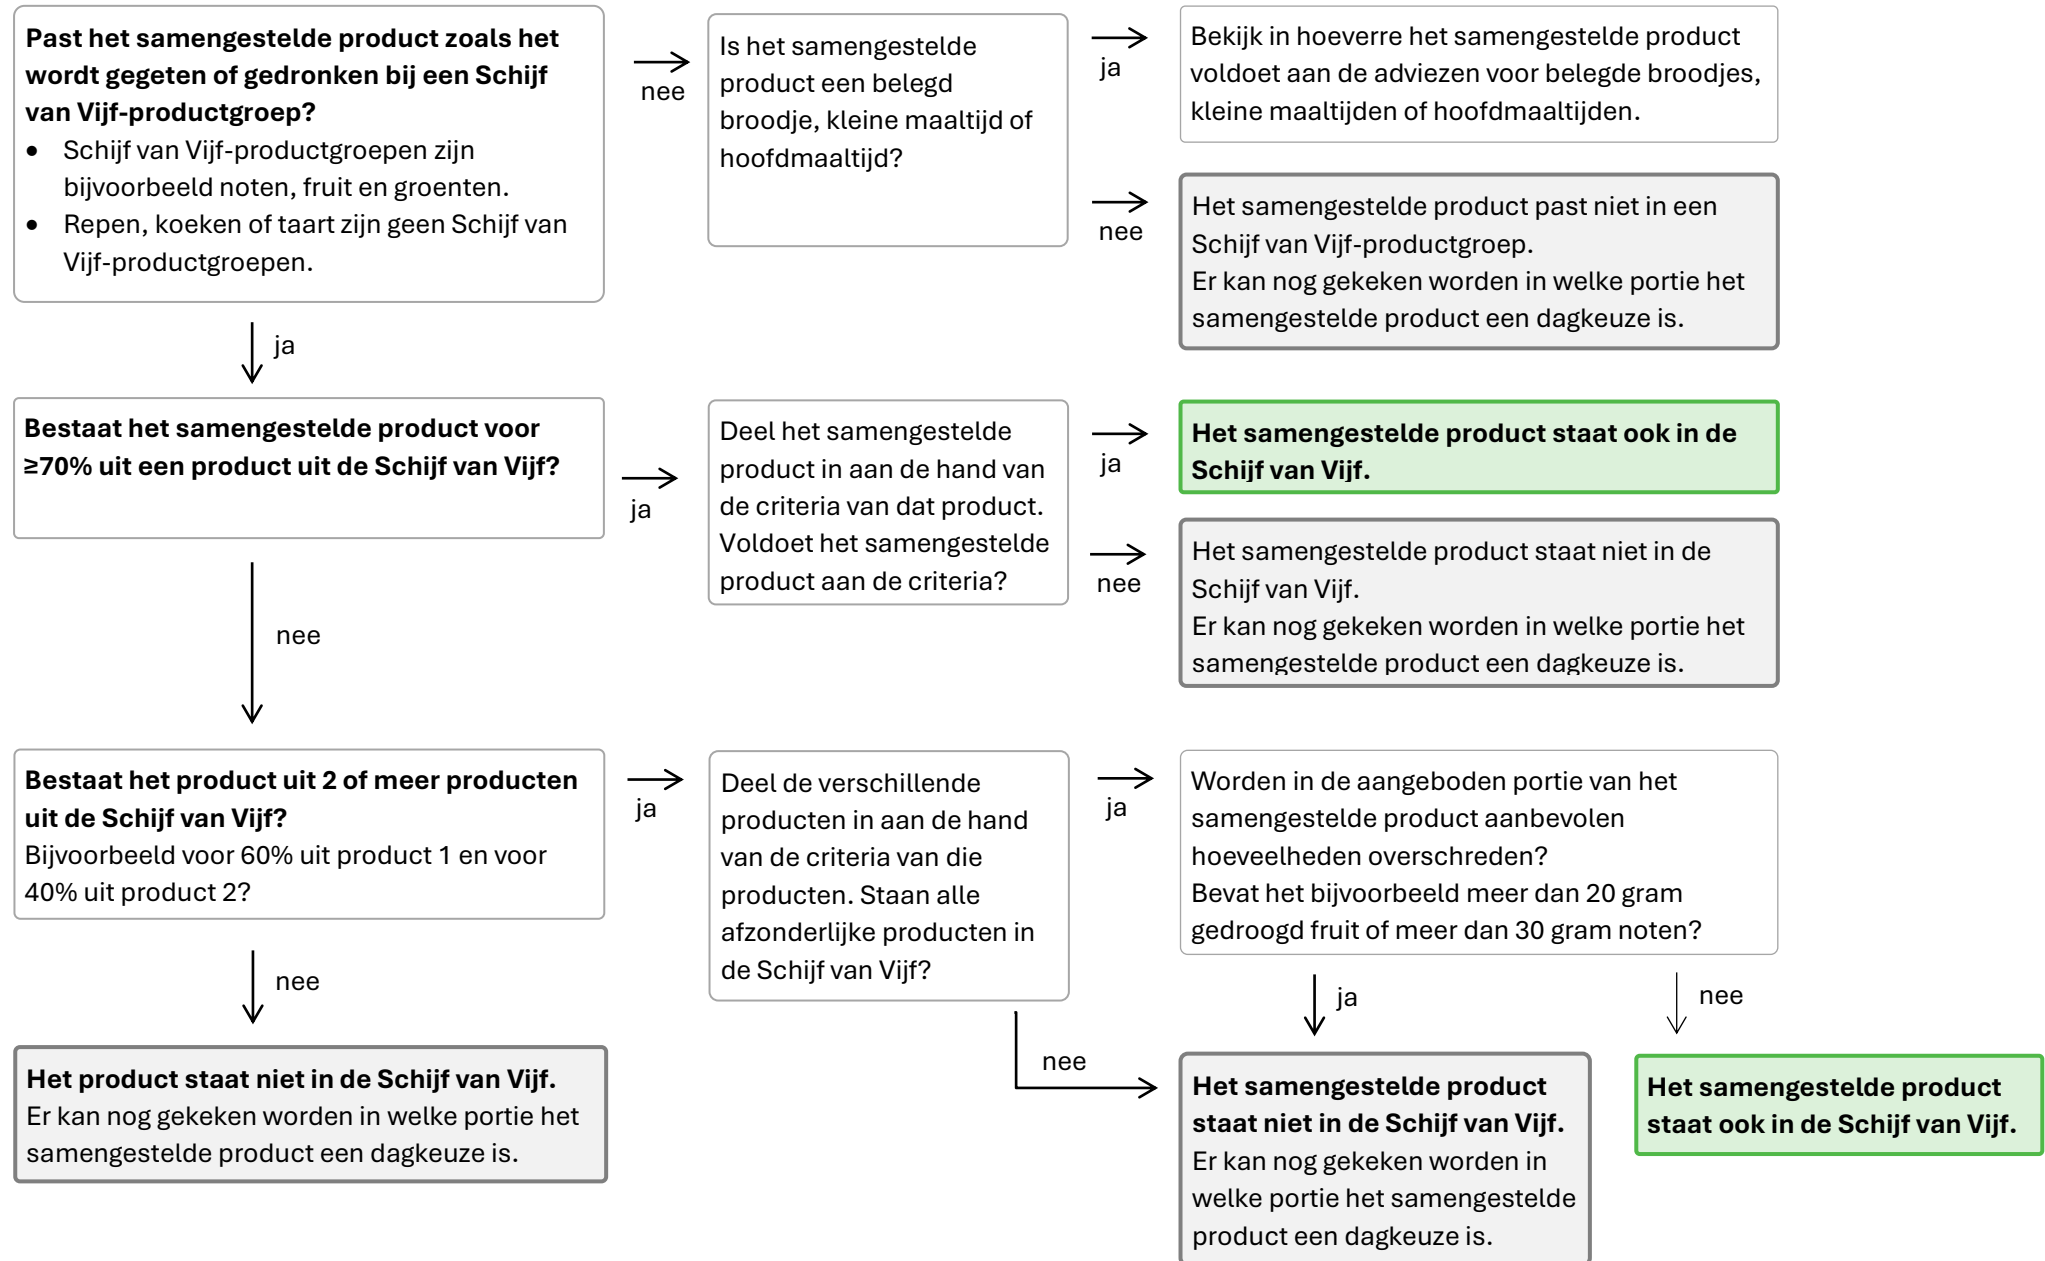 Past het samengestelde product zoals het
wordt gegeten of gedronken bij een Schijf
van Vijf-productgroep?
• Schijf van Vijf-productgroepen zijn
bijvoorbeeld noten, fruit en groenten.
• Repen, koeken of taart zijn geen Schijf van
Vijf-productgroepen.
nee
Is het samengestelde
product een belegd
broodje, kleine maaltijd of
hoofdmaaltijd?
ja
Bekijk in hoeverre het samengestelde product
voldoet aan de adviezen voor belegde broodjes,
kleine maaltijden of hoofdmaaltijden.
nee
Het samengestelde product past niet in een
Schijf van Vijf-productgroep.
Er kan nog gekeken worden in welke portie het
samengestelde product een dagkeuze is.
ja
Bestaat het samengestelde product voor
≥70% uit een product uit de Schijf van Vijf?
ja
Deel het samengestelde
product in aan de hand van
de criteria van dat product.
Voldoet het samengestelde
product aan de criteria?
ja
Het samengestelde product staat ook in de
Schijf van Vijf.
nee
Het samengestelde product staat niet in de
Schijf van Vijf.
Er kan nog gekeken worden in welke portie het
samengestelde product een dagkeuze is.
nee
Bestaat het product uit 2 of meer producten
uit de Schijf van Vijf?
Bijvoorbeeld voor 60% uit product 1 en voor
40% uit product 2?
ja
Deel de verschillende
producten in aan de hand
van de criteria van die
producten. Staan alle
afzonderlijke producten in
de Schijf van Vijf?
ja
Worden in de aangeboden portie van het
samengestelde product aanbevolen
hoeveelheden overschreden?
Bevat het bijvoorbeeld meer dan 20 gram
gedroogd fruit of meer dan 30 gram noten?
nee
Het product staat niet in de Schijf van Vijf.
Er kan nog gekeken worden in welke portie het
samengestelde product een dagkeuze is.
nee
ja
Het samengestelde product
staat niet in de Schijf van Vijf.
Er kan nog gekeken worden in
welke portie het samengestelde
product een dagkeuze is.
nee
Het samengestelde product
staat ook in de Schijf van Vijf.